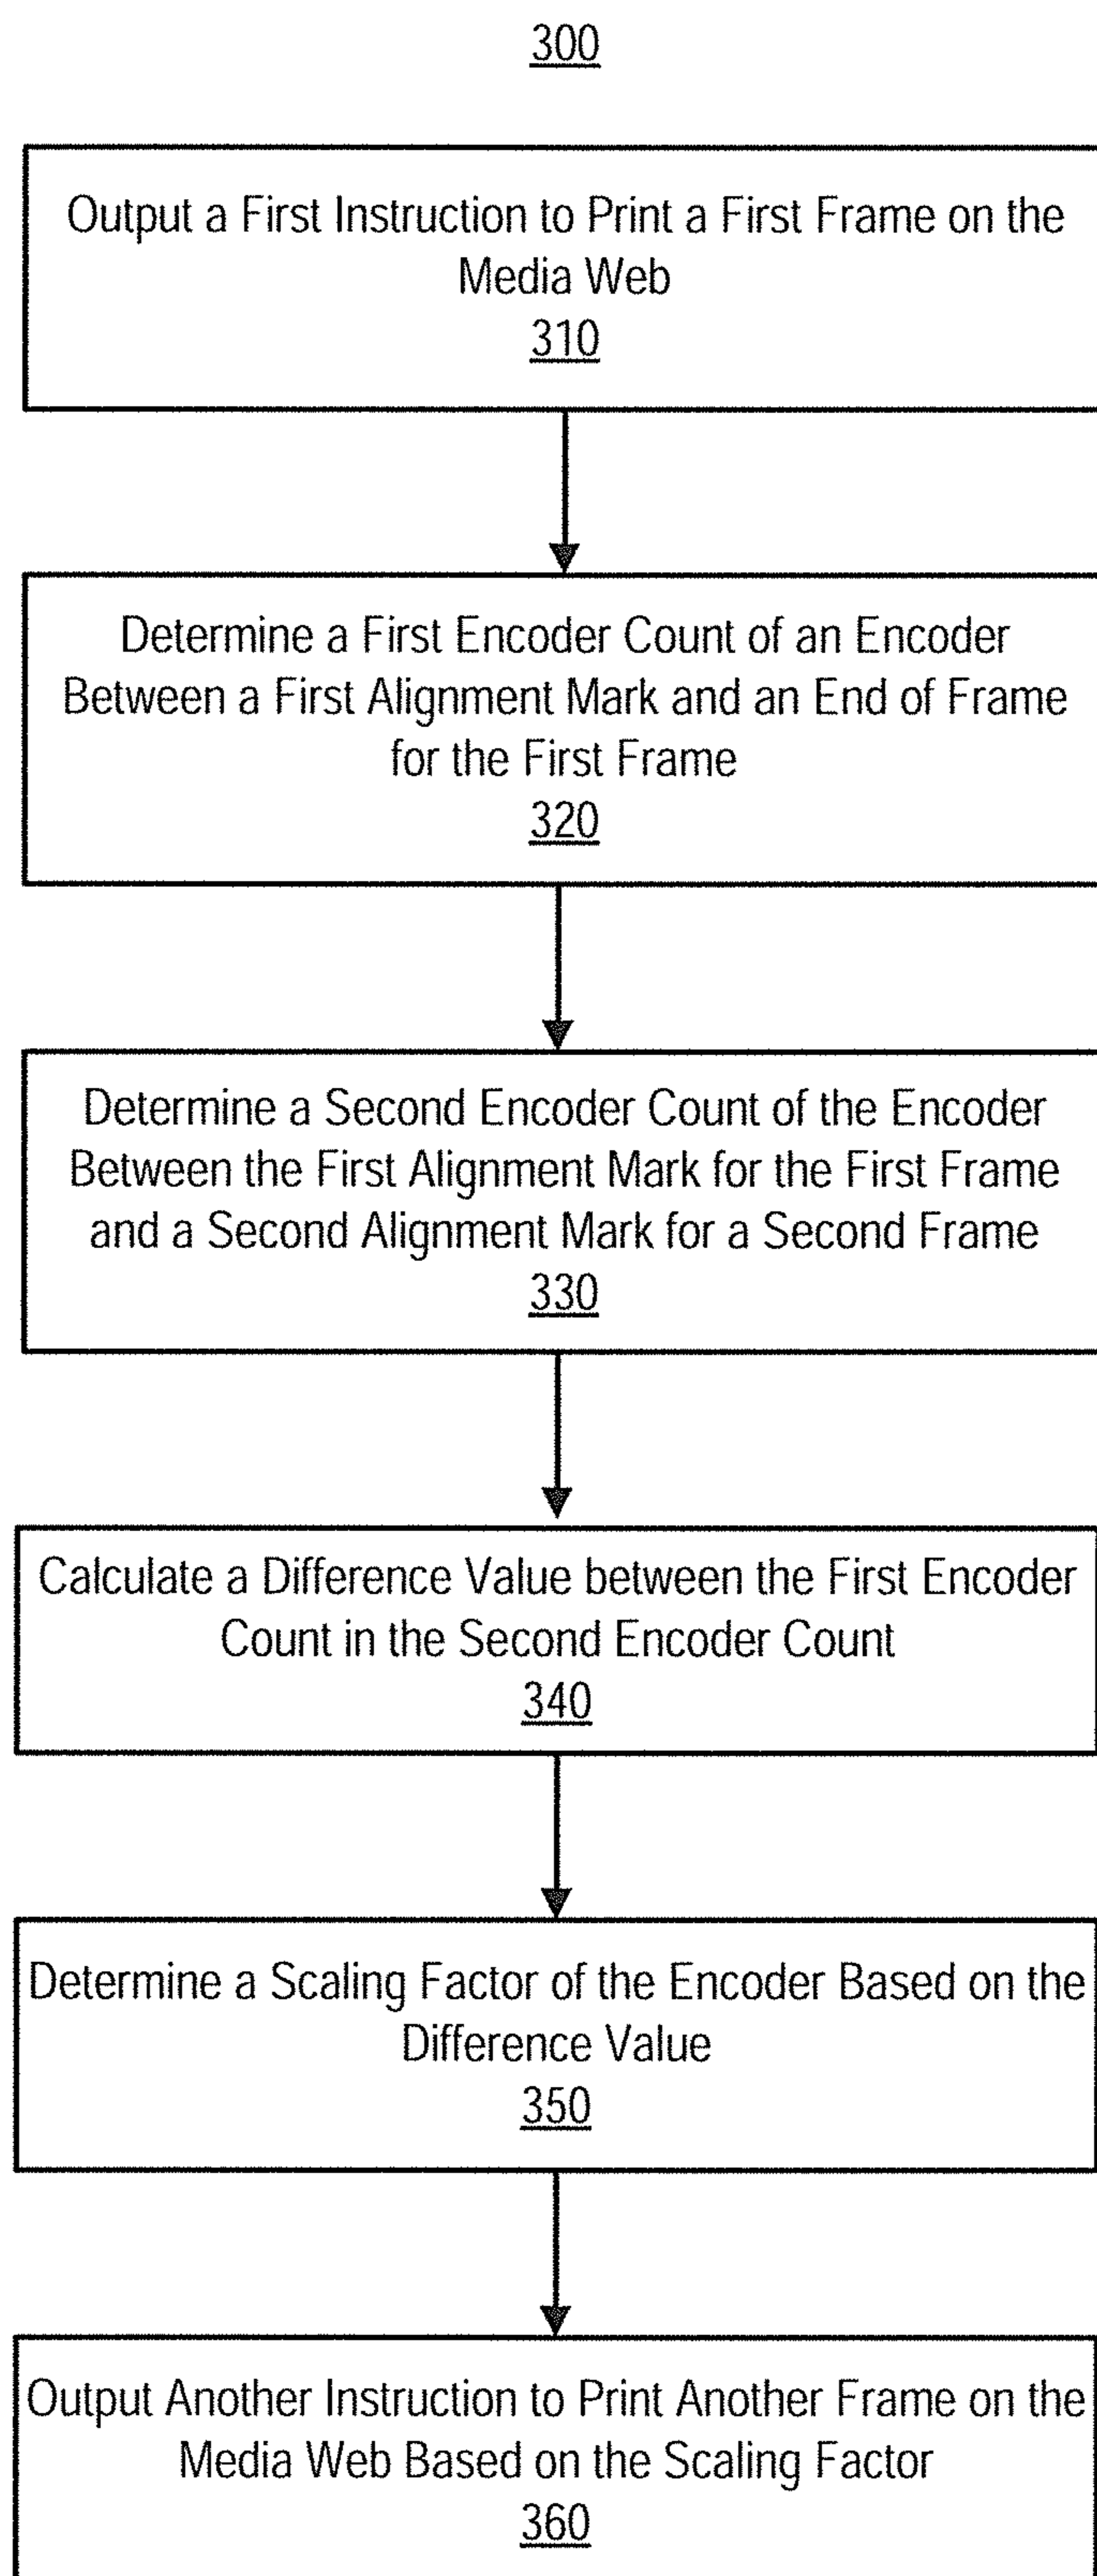 300
Output a First Instruction to Print a First Frame on the
Media Web
310
Determine a First Encoder Count of an Encoder
Between a First Alignment Mark and an End of Frame
for the First Frame
320
Determine a Second Encoder Count of the Encoder
Between the First Alignment Mark for the First Frame
and a Second Alignment Mark for a Second Frame
330
Calculate a Difference Value between the First Encoder
Count in the Second Encoder Count
340
Determine a Scaling Factor of the Encoder Based on the
Difference Value
350
Output Another Instruction to Print Another Frame on the
Media Web Based on the Scaling Factor
360